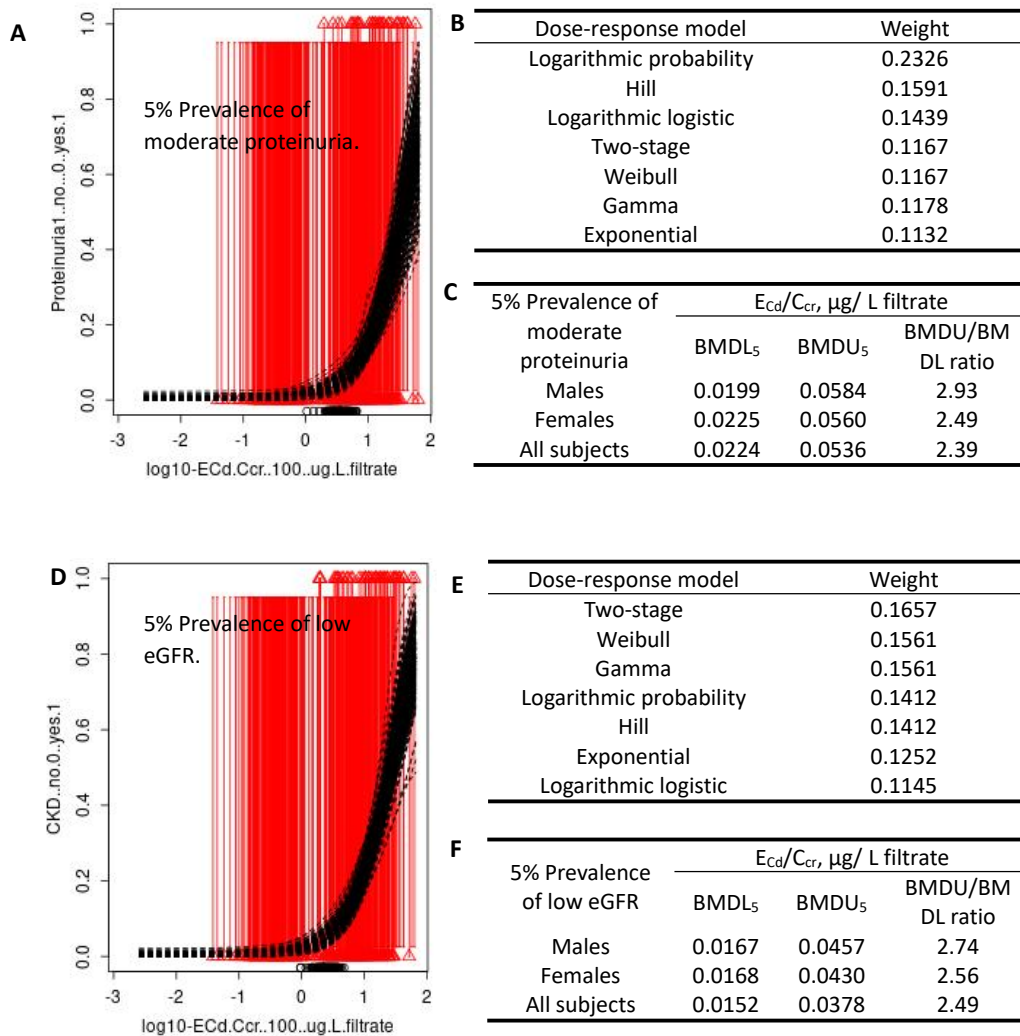 A
1.0
0.8
0.6
0.4
0.2
0.0
Proteinuria1..no...0..yes.1
5% Prevalence of
moderate proteinuria.
-3 -2 -1 0 1 2
log10-ECd.Ccr..100..ug.L.filtrate
B
Dose-response model Weight
Logarithmic probability 0.2326
Hill 0.1591
Logarithmic logistic 0.1439
Two-stage 0.1167
Weibull 0.1167
Gamma 0.1178
Exponential 0.1132
C
5% Prevalence of
moderate
proteinuria
ECd/Ccr, µg/ L filtrate
BMDL5 BMDU5 BMDU/BM
DL ratio
Males 0.0199 0.0584 2.93
Females 0.0225 0.0560 2.49
All subjects 0.0224 0.0536 2.39
D
1.0
0.8
0.6
0.4
0.2
0.0
CKD..no.0..yes.1
5% Prevalence of low
eGFR.
-3 -2 -1 0 1 2
log10-ECd.Ccr..100..ug.L.filtrate
E
Dose-response model Weight
Two-stage 0.1657
Weibull 0.1561
Gamma 0.1561
Logarithmic probability 0.1412
Hill 0.1412
Exponential 0.1252
Logarithmic logistic 0.1145
F
5% Prevalence
of low eGFR
ECd/Ccr, µg/ L filtrate
BMDL5 BMDU5 BMDU/BM
DL ratio
Males 0.0167 0.0457 2.74
Females 0.0168 0.0430 2.56
All subjects 0.0152 0.0378 2.49